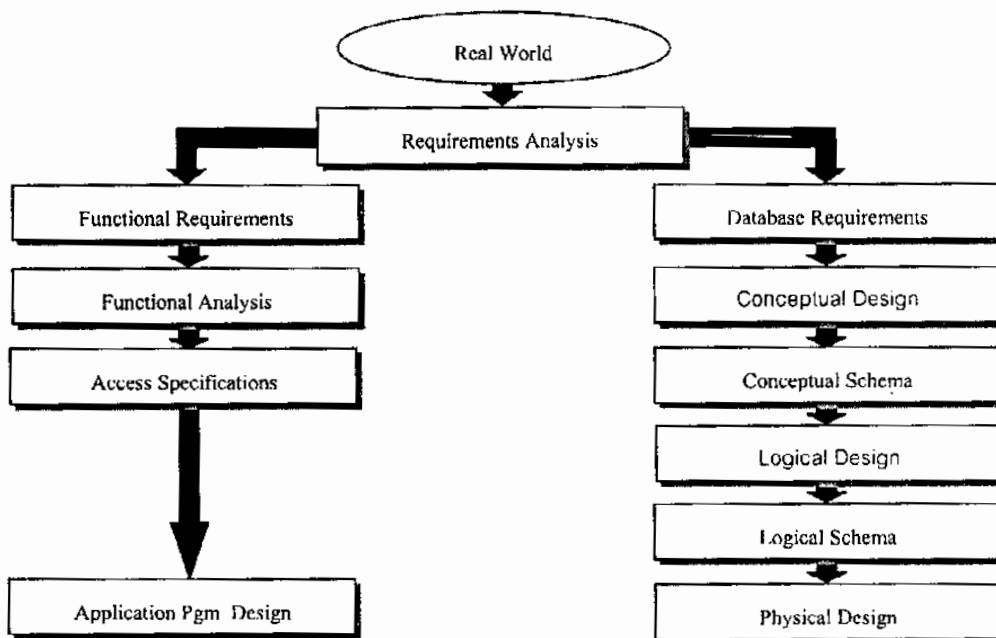 Real World
Requirements Analysis
Functional Requirements
Database Requirements
Functional Analysis
Conceptual Design
Access Specifications
Conceptual Schema
Logical Design
Logical Schema
Application Pgm Design
Physical Design